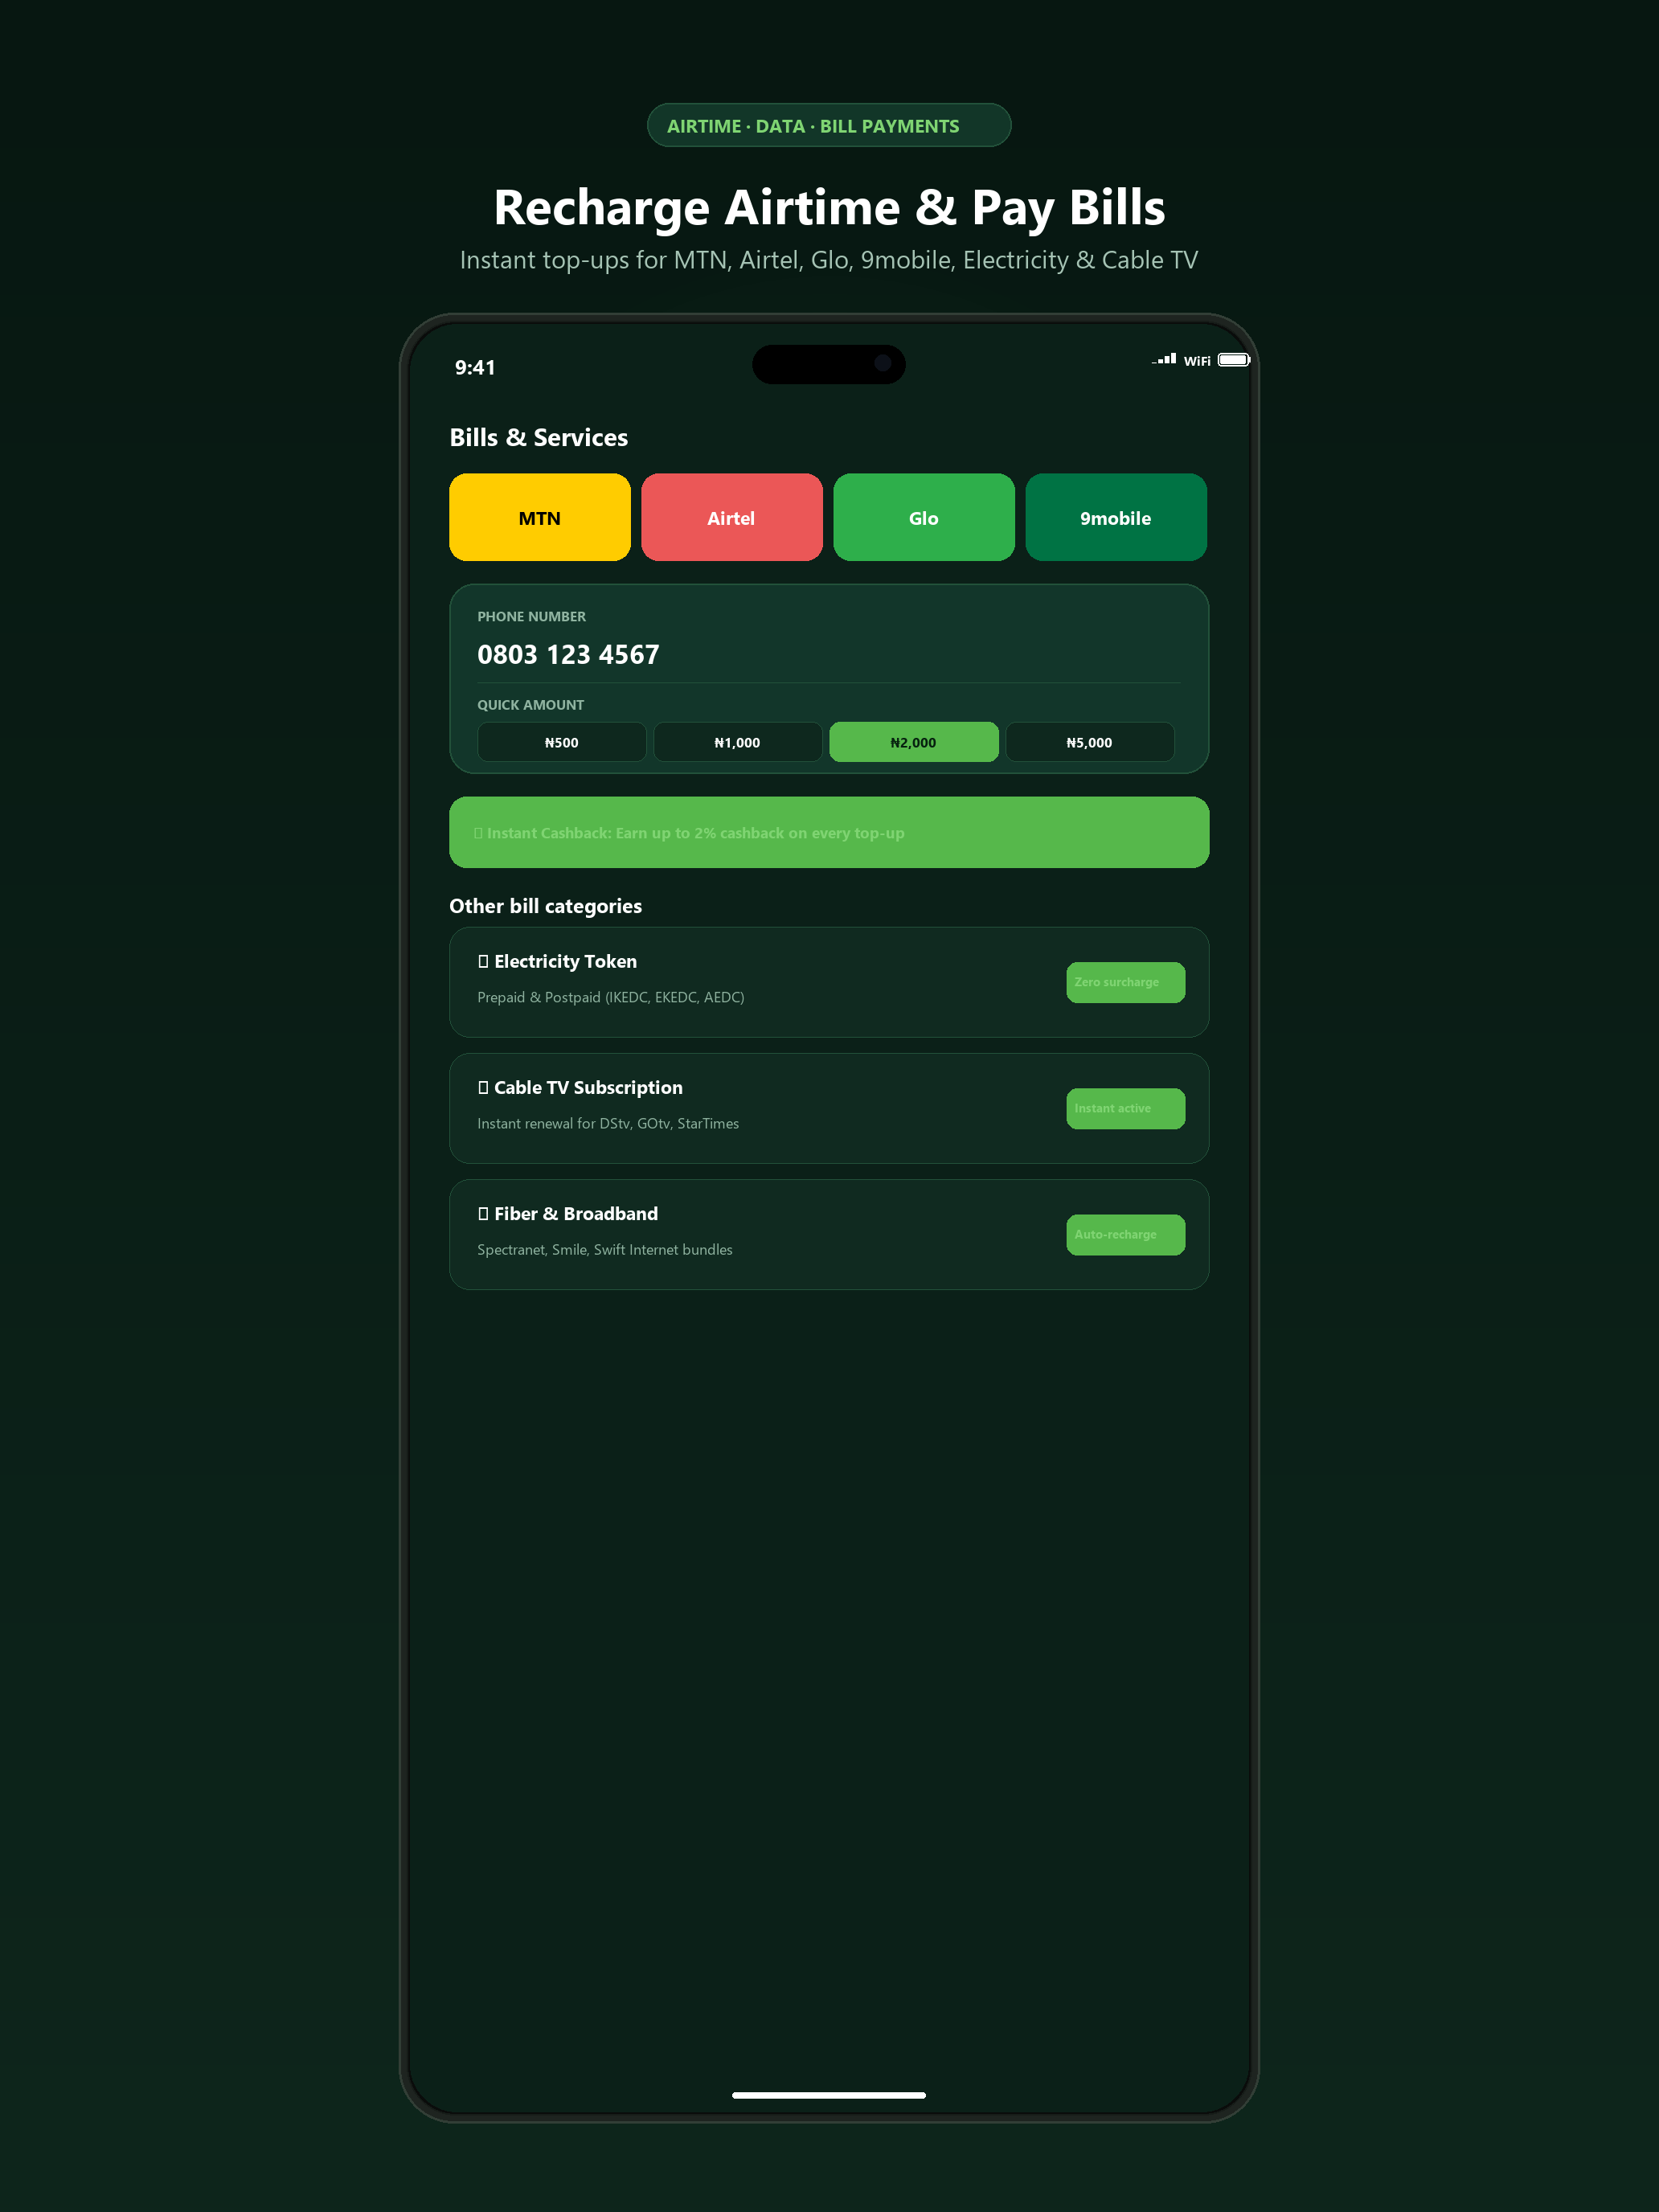 AIRTIME · DATA · BILL PAYMENTS
Recharge Airtime & Pay Bills
Instant top-ups for MTN, Airtel, Glo, 9mobile, Electricity & Cable TV
9:41
WiFi
Bills & Services
MTN
Airtel
Glo
9mobile
PHONE NUMBER
0803 123 4567
QUICK AMOUNT
₦500
₦1,000
₦2,000
₦5,000
Instant Cashback: Earn up to 2% cashback on every top-up
Other bill categories
Electricity Token
Prepaid & Postpaid (IKEDC, EKEDC, AEDC)
Zero surcharge
Cable TV Subscription
Instant renewal for DStv, GOtv, StarTimes
Instant active
Fiber & Broadband
Spectranet, Smile, Swift Internet bundles
Auto-recharge